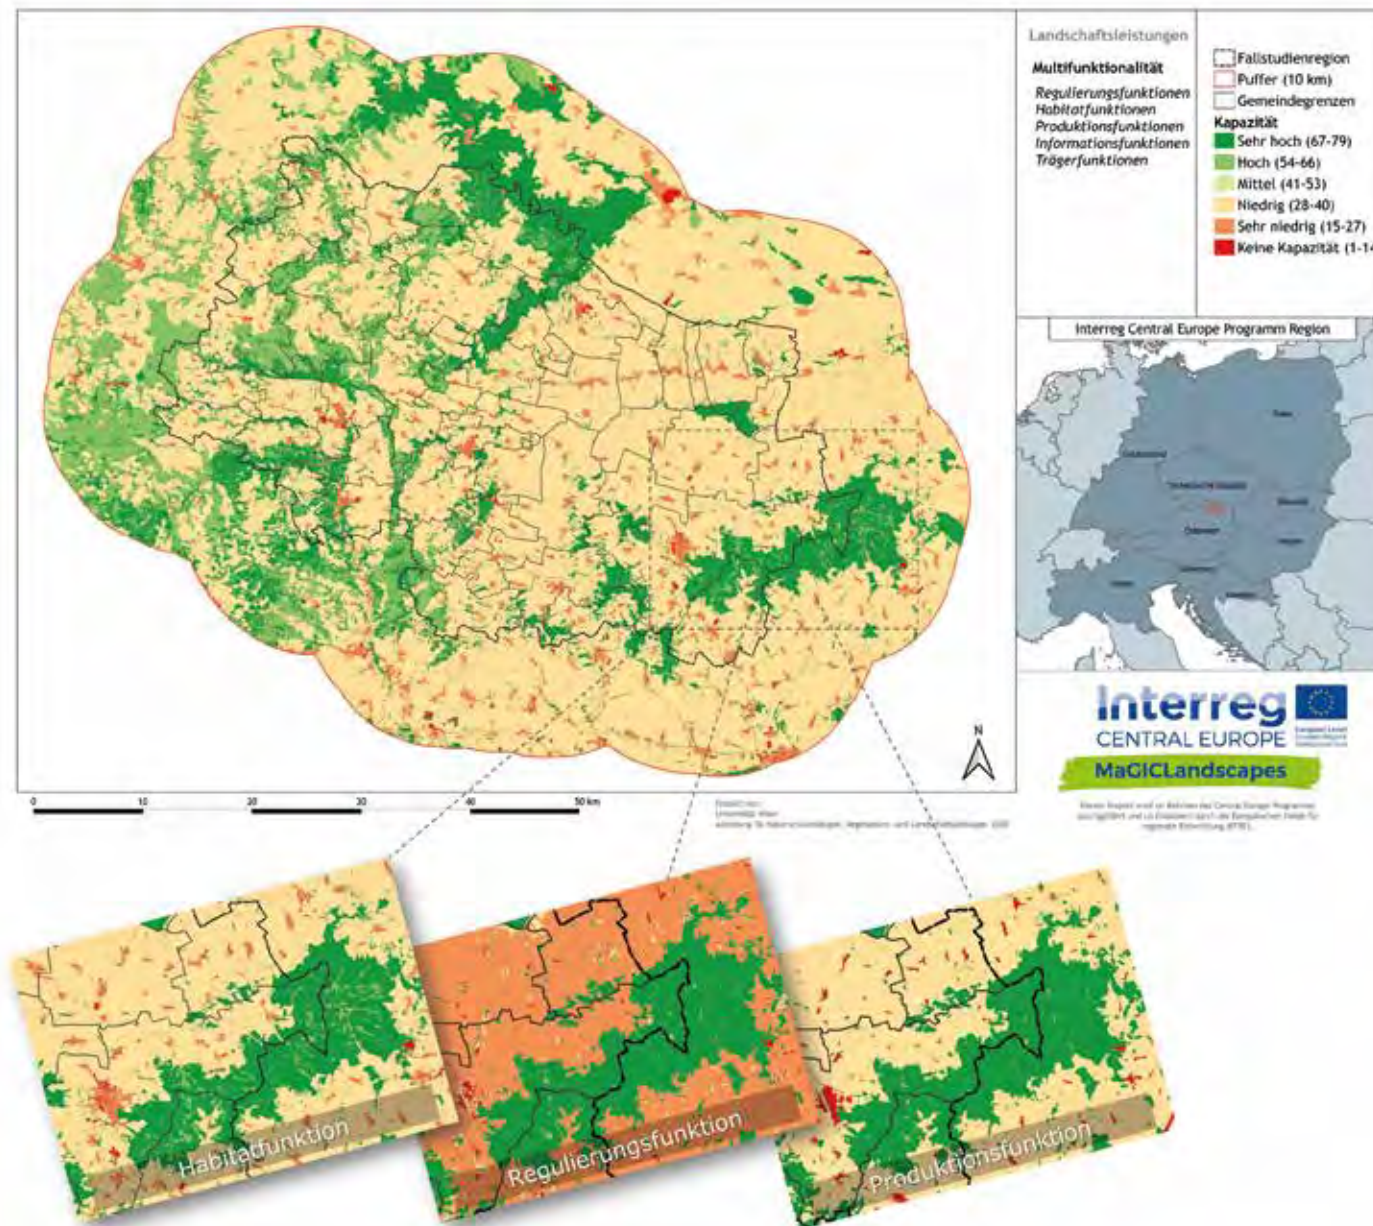 Landschaftsleistungen
Multifunktionalität
Regulierungsfunktionen
Habitatfunktionen
Produktionsfunktionen
Informationsfunktionen
Trägerfunktionen
Fallstudienregion
Puffer (10 km)
Gemeindegrenzen
Kapazität
Sehr hoch (67-79)
Hoch (54-66)
Mittel (41-53)
Niedrig (28-40)
Sehr niedrig (15-27)
Keine Kapazität (1-14
Interreg Central Europe Programm Region
N
Interreg
CENTRAL EUROPE
MaGICLandscapes
0 10 20 30 40 50 km
Habitatfunktion
Regulierungsfunktion
Produktionsfunktion